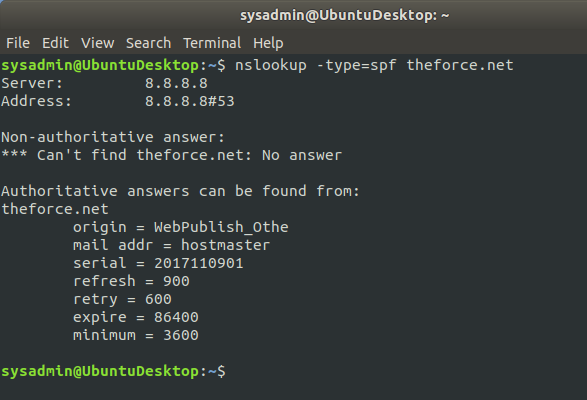 sysadmin@UbuntuDesktop: ~
File Edit View Search Terminal Help
sysadmin@UbuntuDesktop:~$ nslookup -type=spf theforce.net
Server:         8.8.8.8
Address:        8.8.8.8#53

Non-authoritative answer:
*** Can't find theforce.net: No answer

Authoritative answers can be found from:
theforce.net
        origin = WebPublish_Othe
        mail addr = hostmaster
        serial = 2017110901
        refresh = 900
        retry = 600
        expire = 86400
        minimum = 3600

sysadmin@UbuntuDesktop:~$